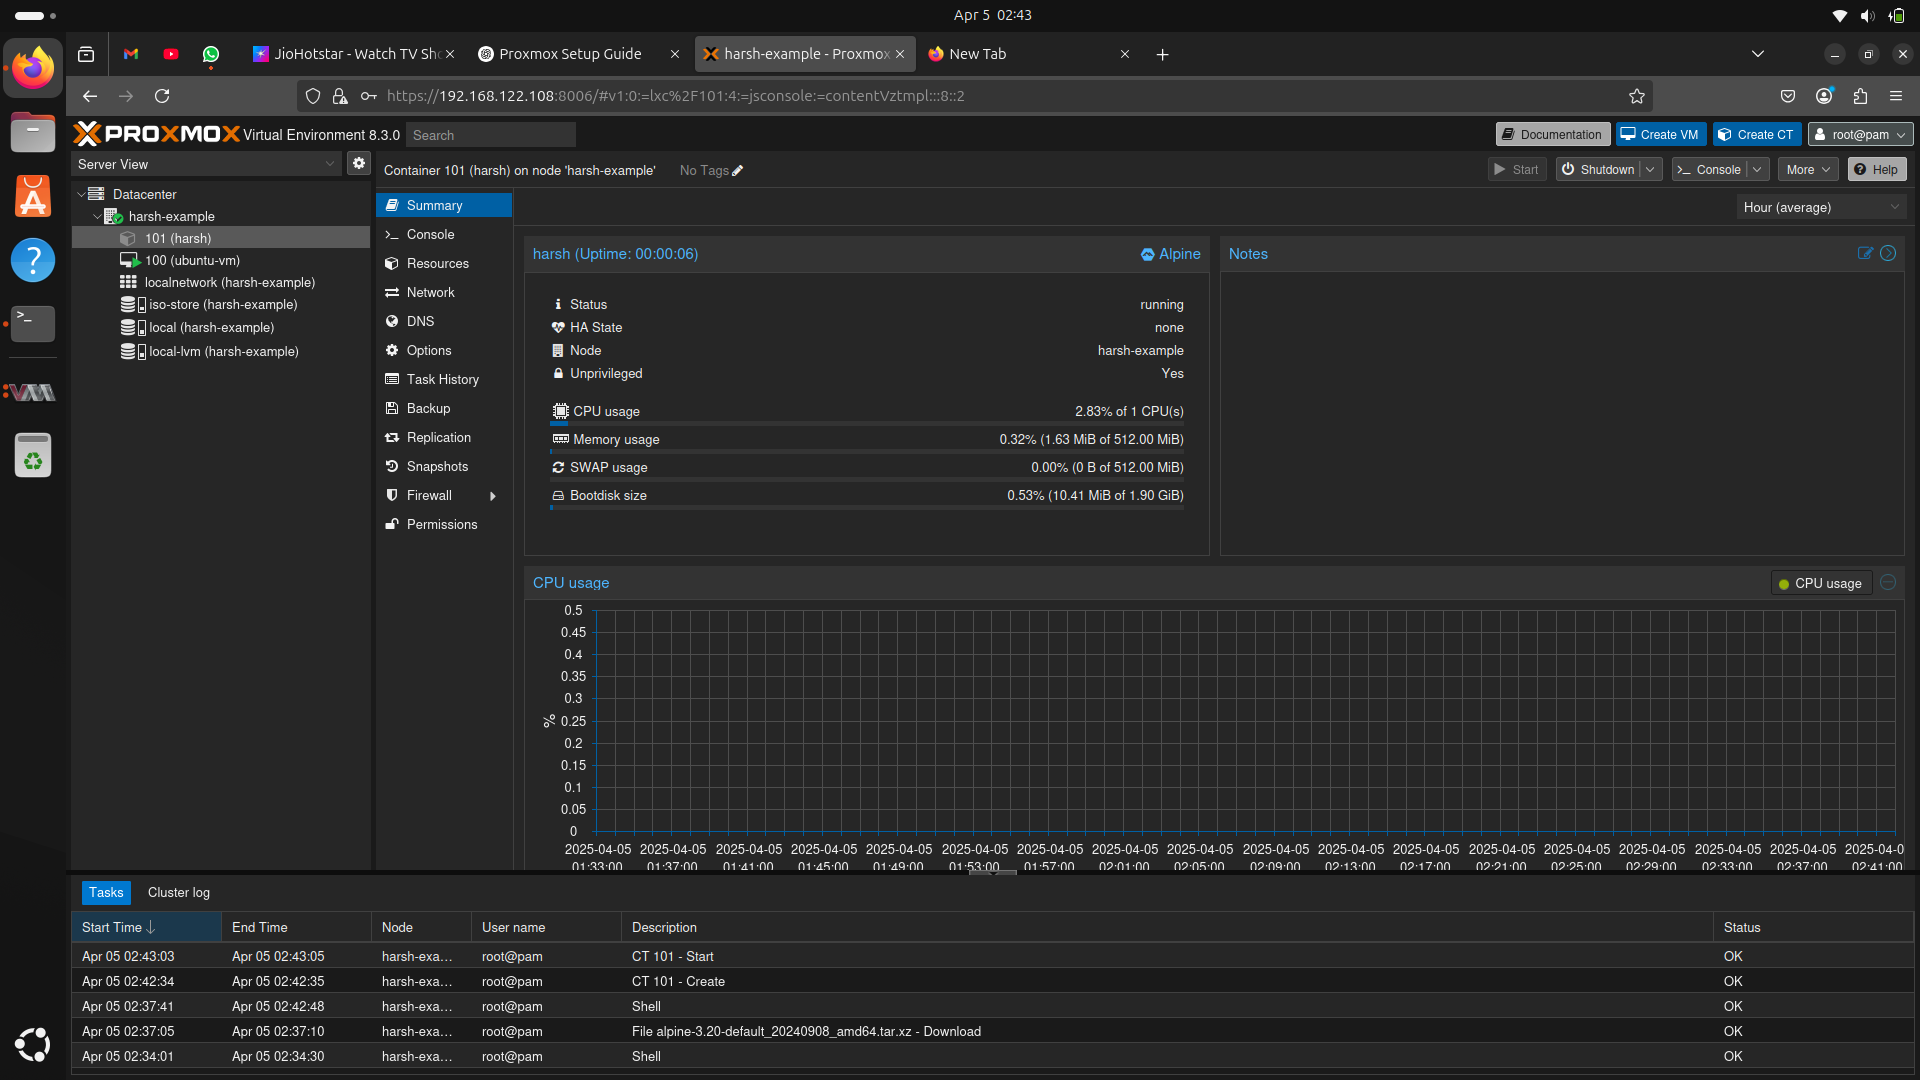 Apr 5 02:43
JioHotstar - Watch TV Sh
Proxmox Setup Guide
harsh-example - Proxmox
New Tab
https://192.168.122.108:8006/#v1:0:=lxc%2F101:4:=jsconsole:=contentVztmpl:::8::2
PROXMOX Virtual Environment 8.3.0
Search
Documentation
Create VM
Create CT
root@pam
Server View
Container 101 (harsh) on node 'harsh-example'
No Tags
Start
Shutdown
Console
More
Help
Datacenter
harsh-example
101 (harsh)
100 (ubuntu-vm)
localnetwork (harsh-example)
iso-store (harsh-example)
local (harsh-example)
local-lvm (harsh-example)
Summary
Console
Resources
Network
DNS
Options
Task History
Backup
Replication
Snapshots
Firewall
Permissions
Hour (average)
harsh (Uptime: 00:00:06)
Alpine
Status running
HA State none
Node harsh-example
Unprivileged Yes
CPU usage 2.83% of 1 CPU(s)
Memory usage 0.32% (1.63 MiB of 512.00 MiB)
SWAP usage 0.00% (0 B of 512.00 MiB)
Bootdisk size 0.53% (10.41 MiB of 1.90 GiB)
Notes
CPU usage
CPU usage
0.5
0.45
0.4
0.35
0.3
0.25
0.2
0.15
0.1
0.05
0
%
2025-04-05 2025-04-05 2025-04-05 2025-04-05 2025-04-05 2025-04-05 2025-04-05 2025-04-05 2025-04-05 2025-04-05 2025-04-05 2025-04-05 2025-04-05 2025-04-05 2025-04-05 2025-04-05 2025-04-05 2025-04-0
01:33:00 01:37:00 01:41:00 01:45:00 01:49:00 01:53:00 01:57:00 02:01:00 02:05:00 02:09:00 02:13:00 02:17:00 02:21:00 02:25:00 02:29:00 02:33:00 02:37:00 02:41:00
Tasks
Cluster log
Start Time End Time Node User name Description Status
Apr 05 02:43:03 Apr 05 02:43:05 harsh-exa... root@pam CT 101 - Start OK
Apr 05 02:42:34 Apr 05 02:42:35 harsh-exa... root@pam CT 101 - Create OK
Apr 05 02:37:41 Apr 05 02:42:48 harsh-exa... root@pam Shell OK
Apr 05 02:37:05 Apr 05 02:37:10 harsh-exa... root@pam File alpine-3.20-default_20240908_amd64.tar.xz - Download OK
Apr 05 02:34:01 Apr 05 02:34:30 harsh-exa... root@pam Shell OK